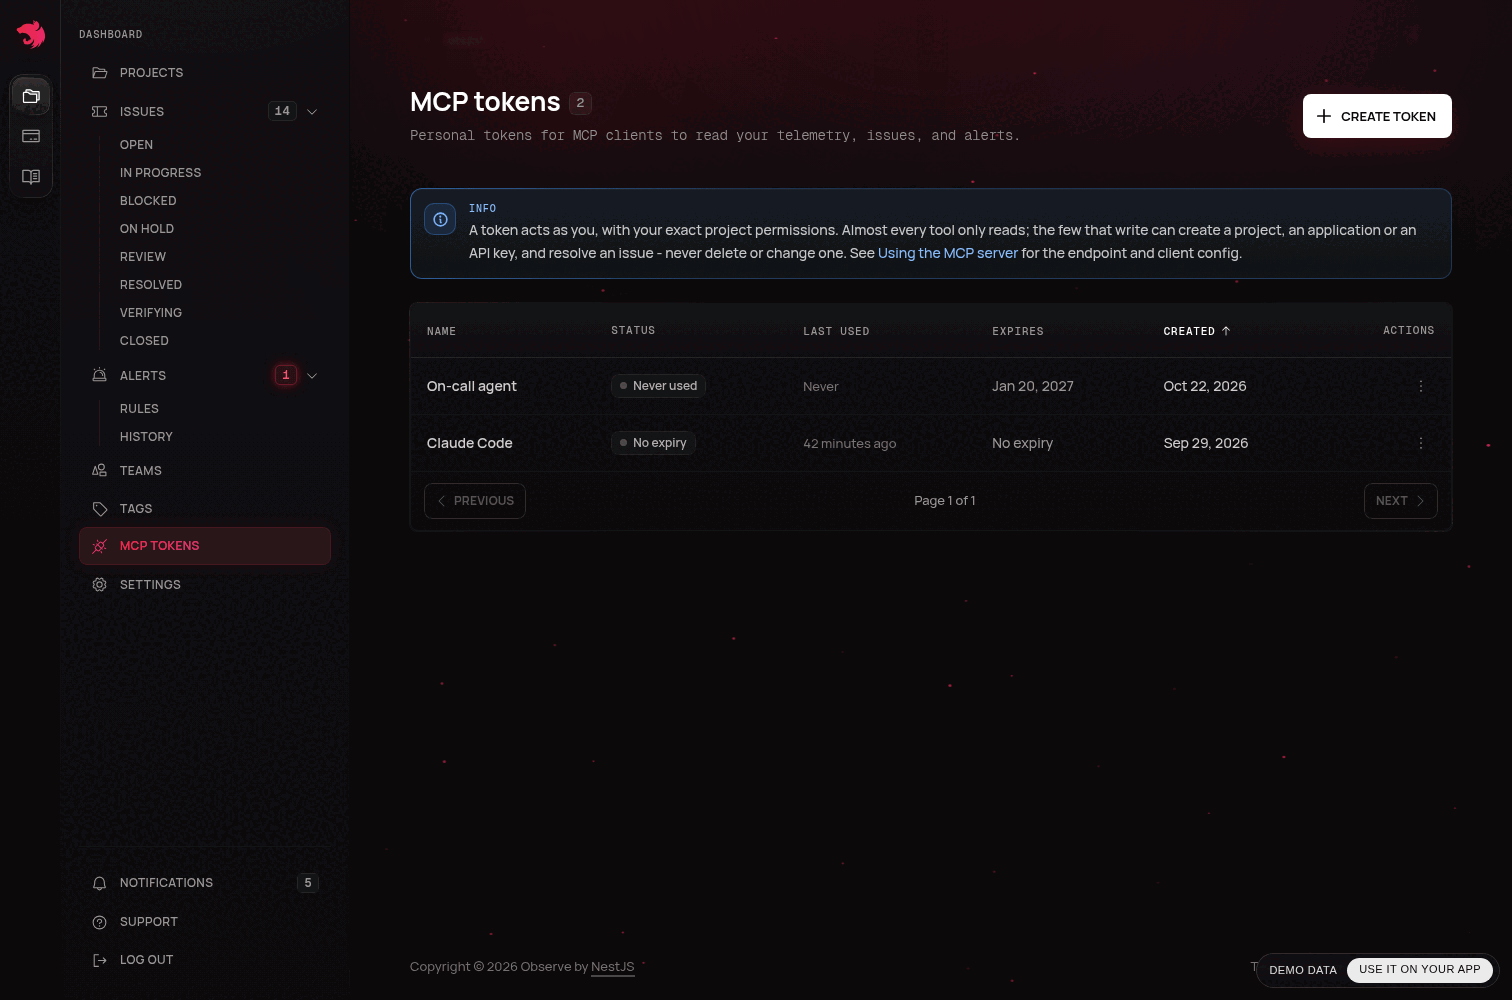 DASHBOARD
PROJECTS
ISSUES 14
OPEN
IN PROGRESS
BLOCKED
ON HOLD
REVIEW
RESOLVED
VERIFYING
CLOSED
ALERTS 1
RULES
HISTORY
TEAMS
TAGS
MCP TOKENS
SETTINGS
NOTIFICATIONS 5
SUPPORT
LOG OUT
MCP tokens 2
Personal tokens for MCP clients to read your telemetry, issues, and alerts.
CREATE TOKEN
INFO
A token acts as you, with your exact project permissions. Almost every tool only reads; the few that write can create a project, an application or an
API key, and resolve an issue - never delete or change one. See Using the MCP server for the endpoint and client config.
NAME STATUS LAST USED EXPIRES CREATED ↑ ACTIONS
On-call agent Never used Never Jan 20, 2027 Oct 22, 2026
Claude Code No expiry 42 minutes ago No expiry Sep 29, 2026
PREVIOUS Page 1 of 1 NEXT
Copyright © 2026 Observe by NestJS
DEMO DATA USE IT ON YOUR APP